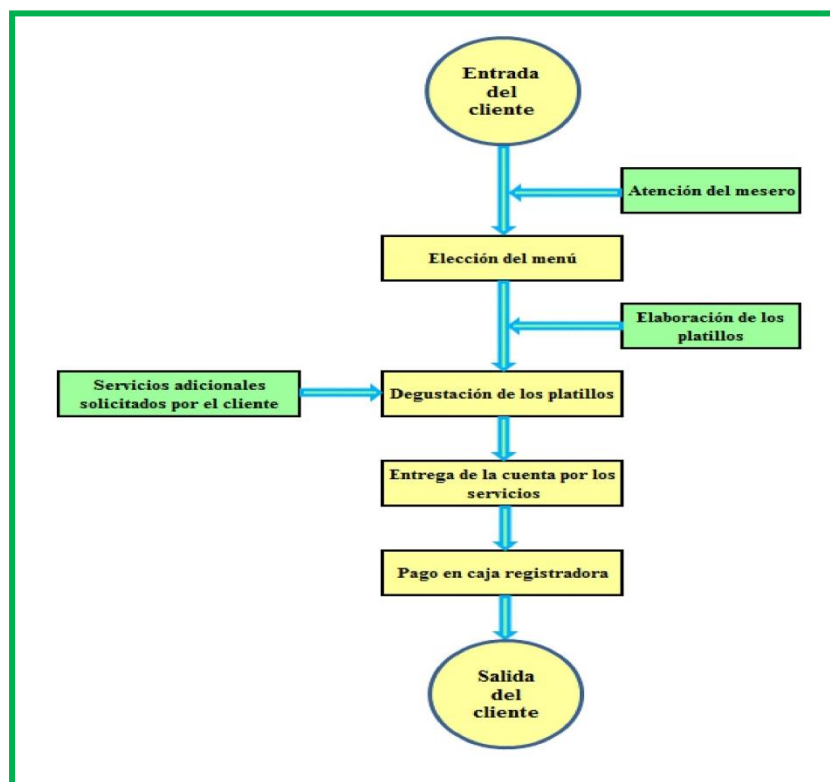 Entrada
del
cliente
Atención del mesero
Elección del menú
Elaboración de los
platillos
Servicios adicionales
solicitados por el cliente
Degustación de los platillos
Entrega de la cuenta por los
servicios
Pago en caja registradora
Salida
del
cliente